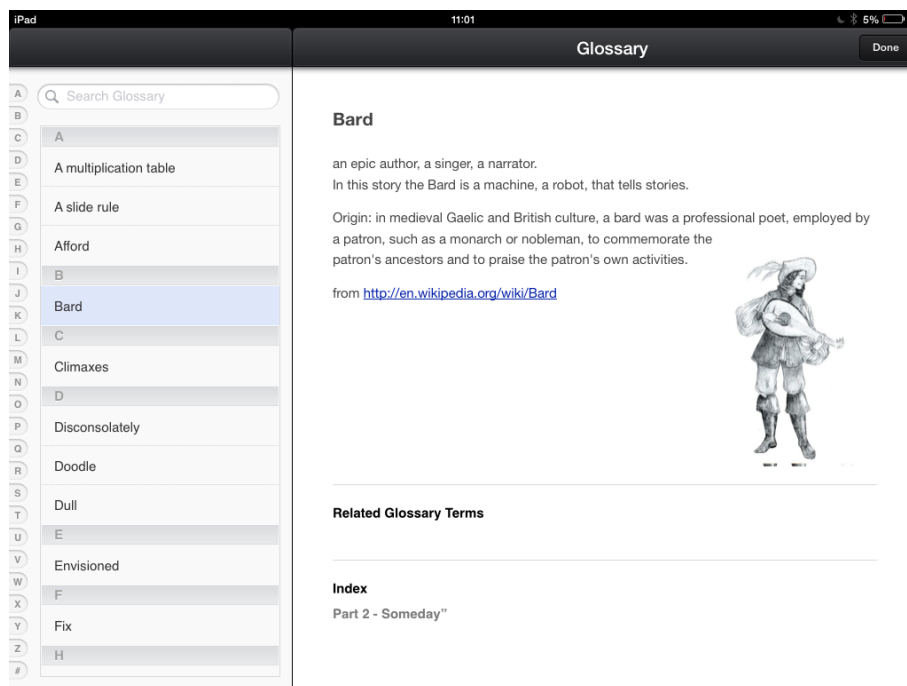 iPad
11:01
5%
Glossary
Done
A
B
C
D
E
F
G
H
I
J
K
L
M
N
O
P
Q
R
S
T
U
V
W
X
Y
Z
#
Search Glossary
A
A multiplication table
A slide rule
Afford
B
Bard
C
Climaxes
D
Disconsolately
Doodle
Dull
E
Envisioned
F
Fix
H
Bard
an epic author, a singer, a narrator.
In this story the Bard is a machine, a robot, that tells stories.
Origin: in medieval Gaelic and British culture, a bard was a professional poet, employed by
a patron, such as a monarch or nobleman, to commemorate the
patron's ancestors and to praise the patron's own activities.
from http://en.wikipedia.org/wiki/Bard
Related Glossary Terms
Index
Part 2 - Someday”